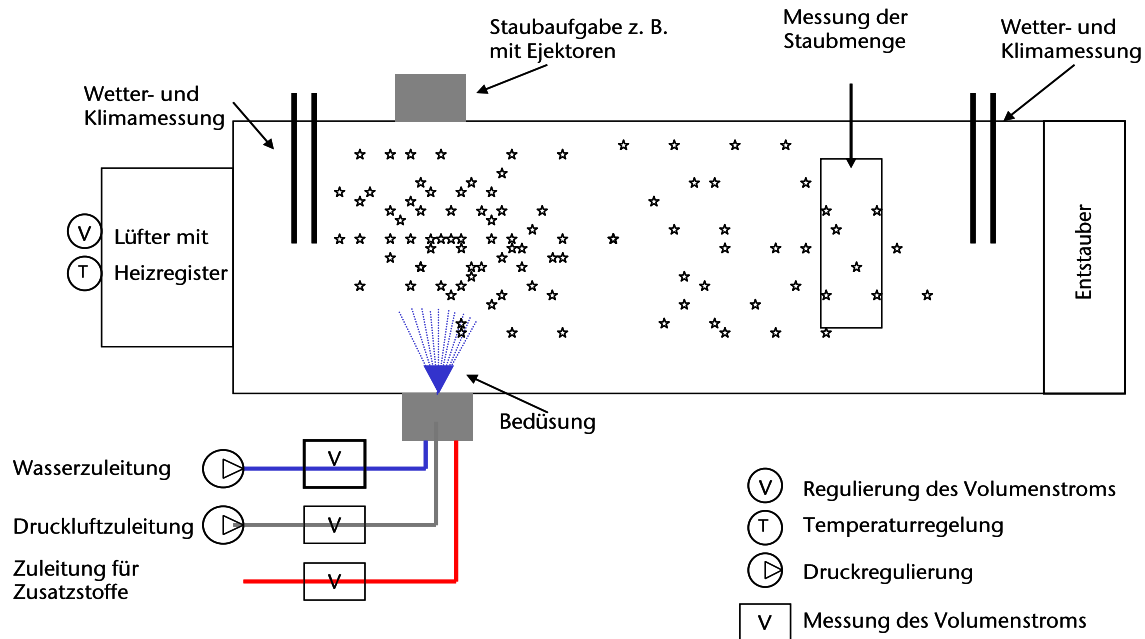 Staubaufgabe z. B.
mit Ejektoren
Messung der
Staubmenge
Wetter- und
Klimamessung
Wetter- und
Klimamessung
V
Lüfter mit
T
Heizregister
Entstauber
Bedüsung
Wasserzuleitung
V
Druckluftzuleitung
V
Zuleitung für
Zusatzstoffe
V
V
Regulierung des Volumenstroms
T
Temperaturregelung
Druckregulierung
V
Messung des Volumenstroms